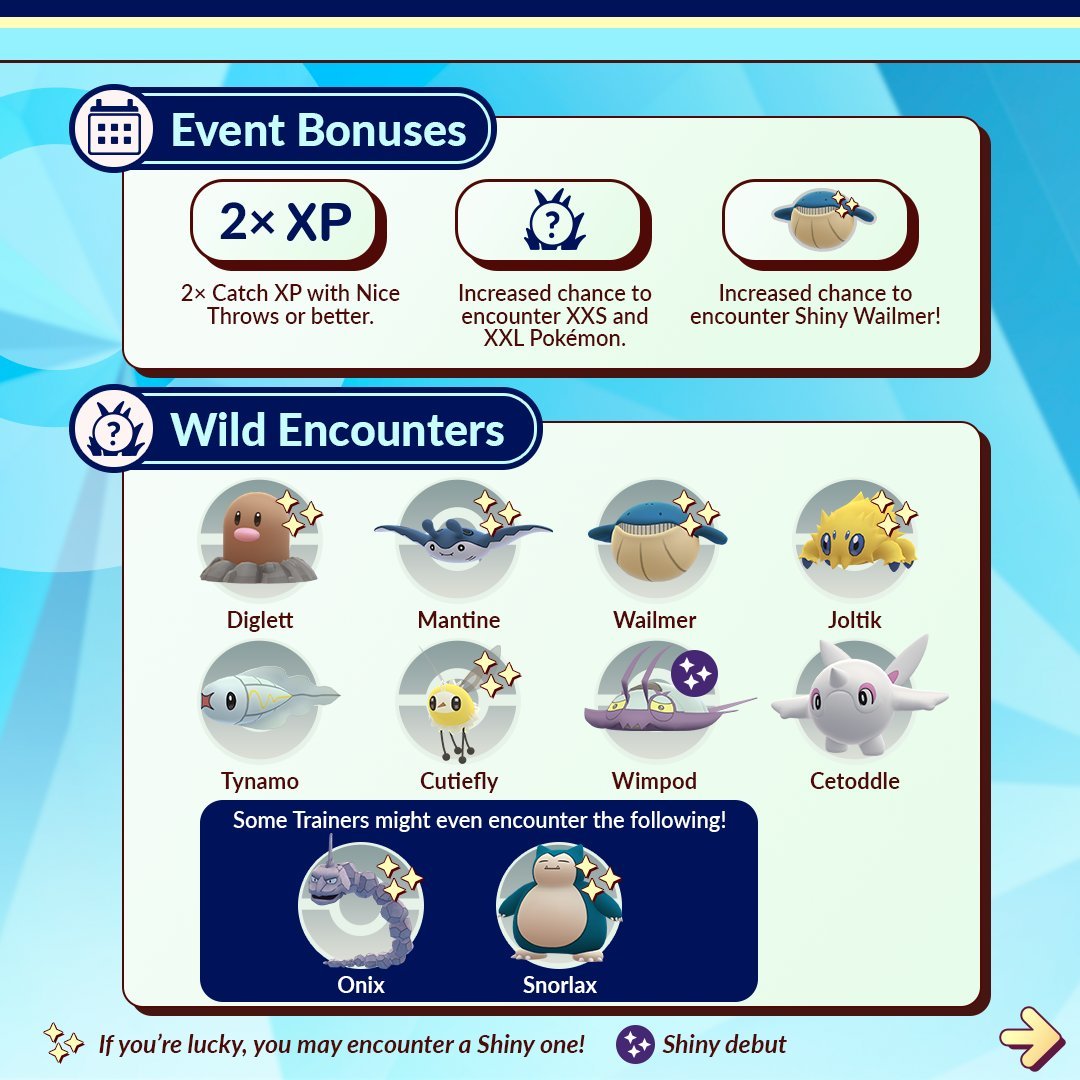 Event Bonuses
2× XP
?
2× Catch XP with Nice
Throws or better.
Increased chance to
encounter XXS and
XXL Pokémon.
Increased chance to
encounter Shiny Wailmer!
?
Wild Encounters
Diglett
Mantine
Wailmer
Joltik
Tynamo
Cutiefly
Wimpod
Cetoddle
Some Trainers might even encounter the following!
Onix
Snorlax
If you're lucky, you may encounter a Shiny one!
Shiny debut